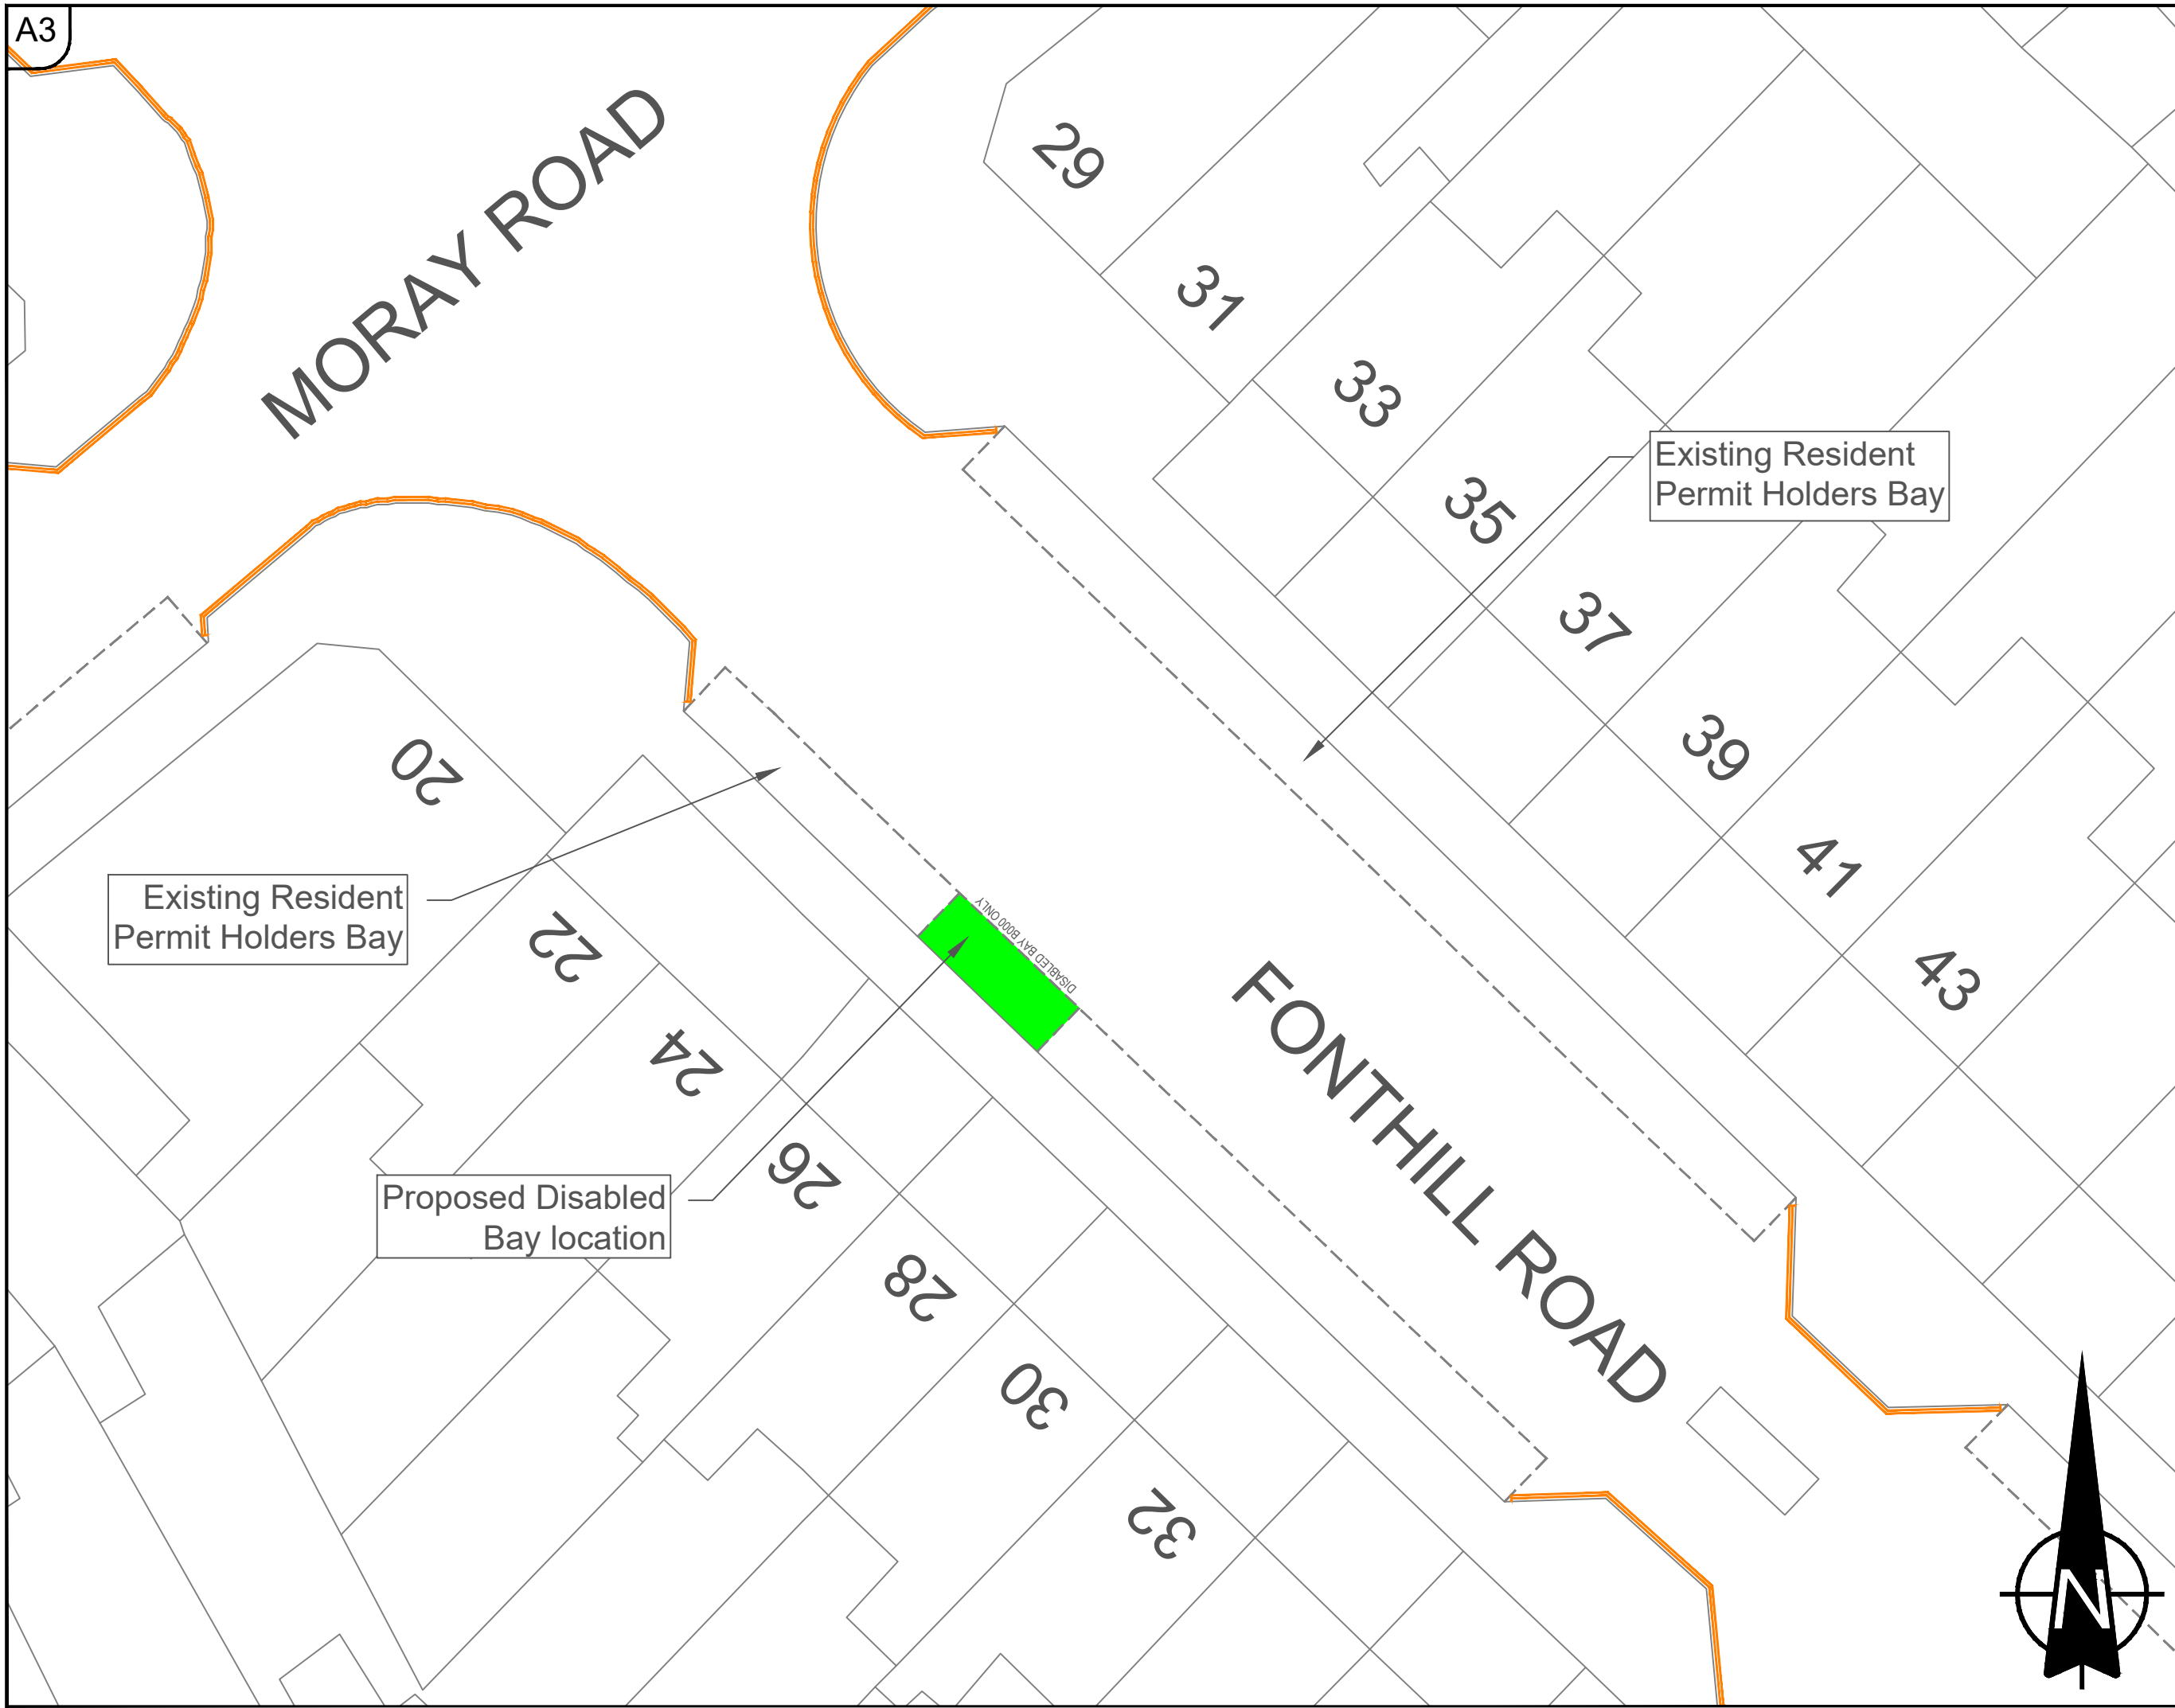 A3
MORAY ROAD
29
31
33
35
37
39
41
43
Existing Resident
Permit Holders Bay
20
22
24
26
28
30
32
Existing Resident
Permit Holders Bay
DISABLED BAY B000 ONLY
Proposed Disabled
Bay location
FONTHILL ROAD
N